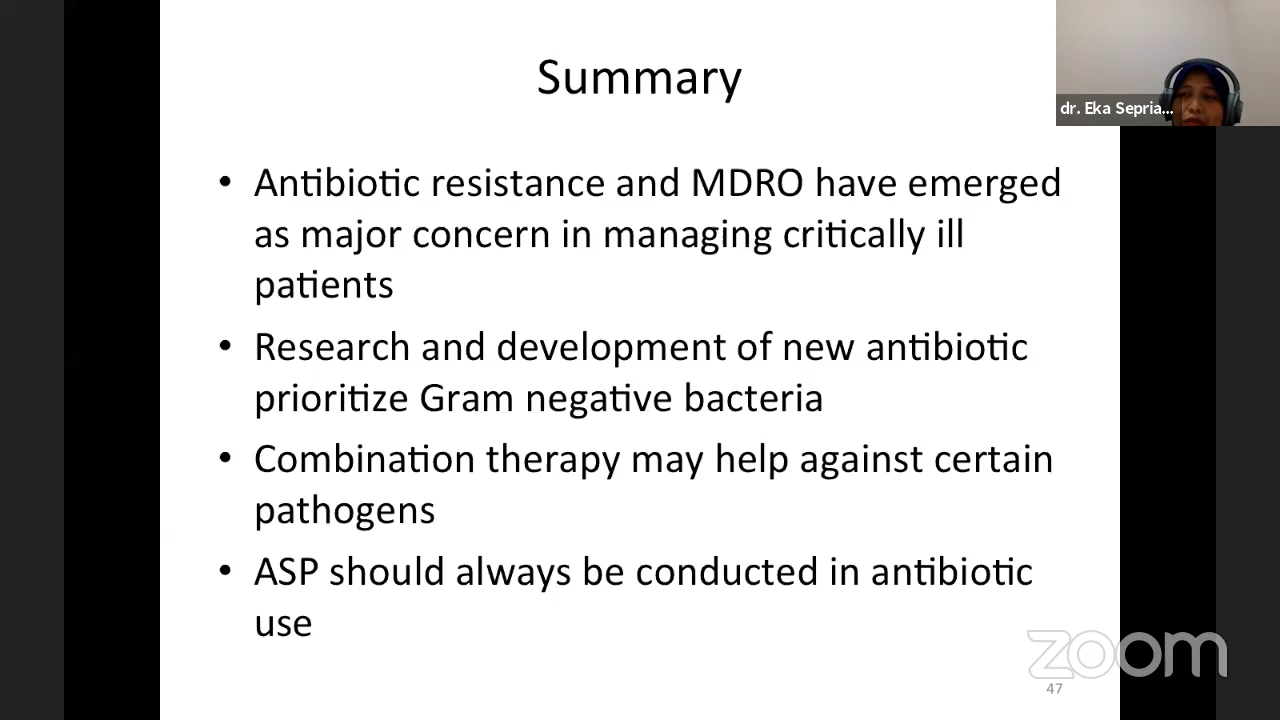 Summary
dr. Eka Sepria...
• Antibiotic resistance and MDRO have emerged
as major concern in managing critically ill
patients
• Research and development of new antibiotic
prioritize Gram negative bacteria
• Combination therapy may help against certain
pathogens
• ASP should always be conducted in antibiotic
use
zoom
47